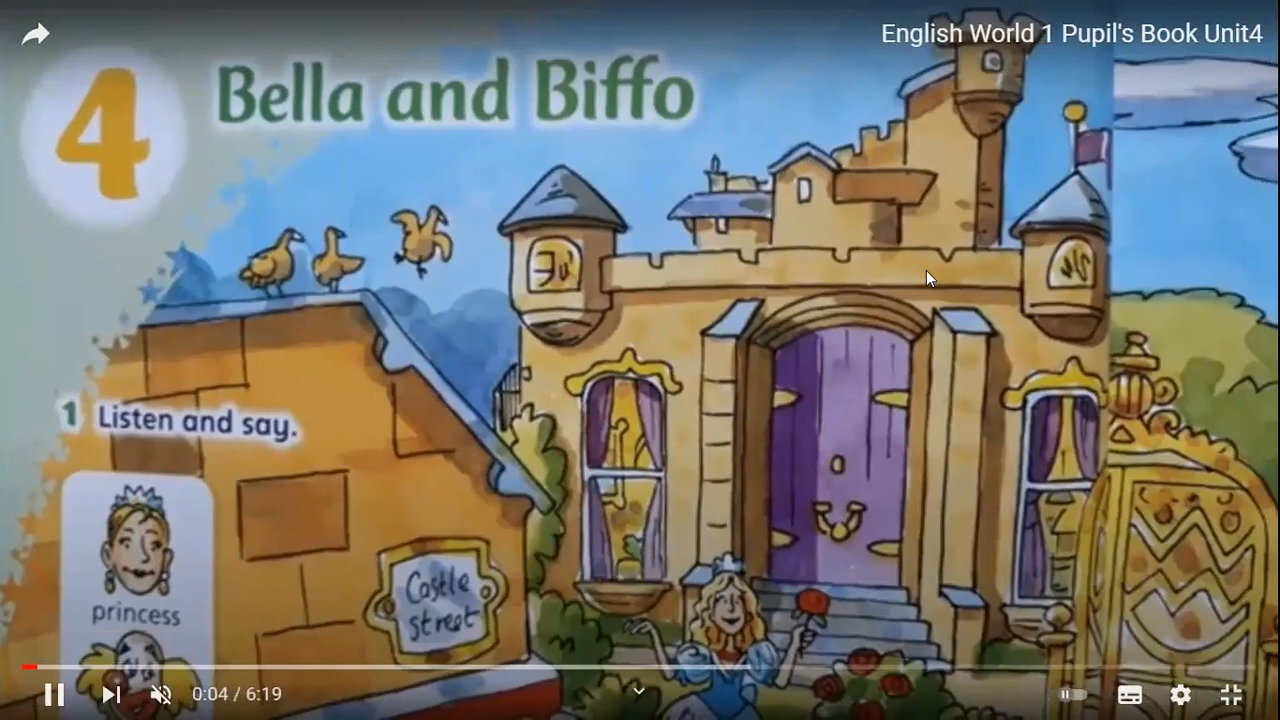 English World 1 Pupil's Book Unit4
4 Bella and Biffo
1 Listen and say.
princess
Castle
street
0:04 / 6:19